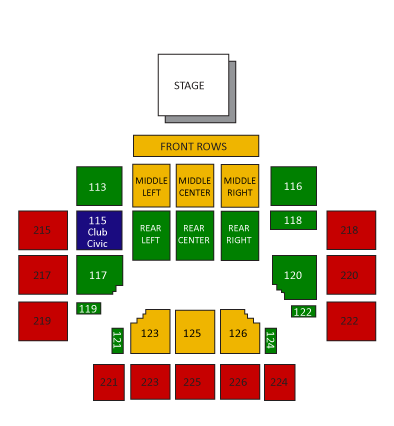 STAGE
FRONT ROWS
113
MIDDLE
LEFT
MIDDLE
CENTER
MIDDLE
RIGHT
116
215
115
Club
Civic
REAR
LEFT
REAR
CENTER
REAR
RIGHT
118
218
217
117
120
220
219
119
122
222
121
123
125
126
124
221
223
225
226
224